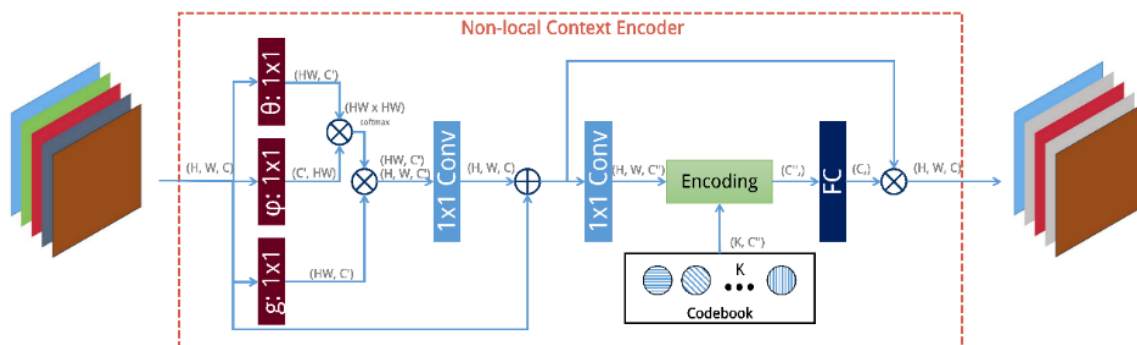 Non-local Context Encoder
θ: 1x1
(HW, C')
(HW x HW)
softmax
(H, W, C)
φ: 1x1
(C', HW)
(HW, C')
(H, W, C')
1x1 Conv
(H, W, C)
1x1 Conv
(H, W, C'')
Encoding
(C'',)
FC
(C,)
(H, W, C)
g: 1x1
(HW, C')
(K, C'')
K
Codebook